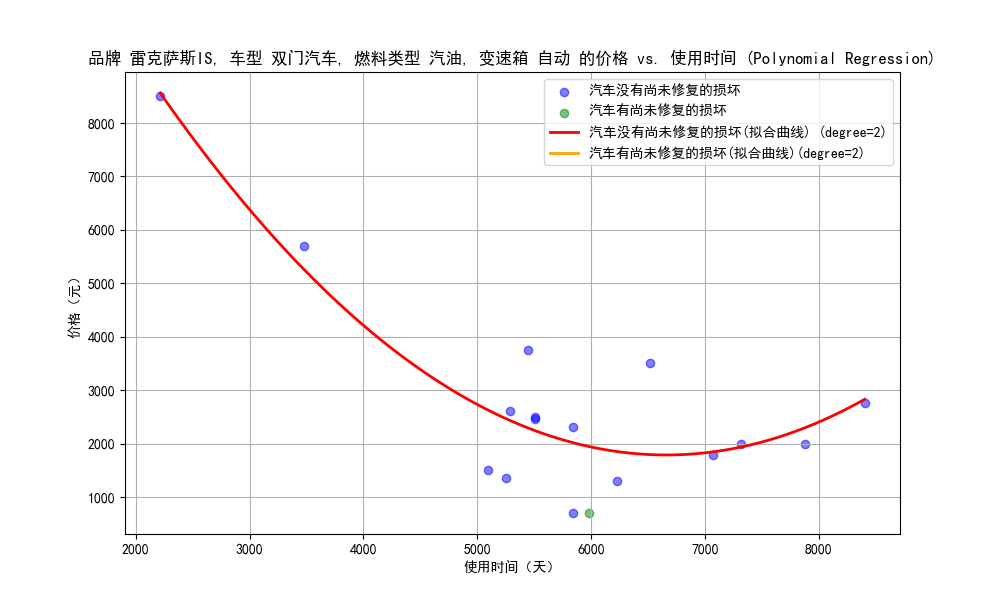 品牌 雷克萨斯IS, 车型 双门汽车, 燃料类型 汽油, 变速箱 自动 的价格 vs. 使用时间 (Polynomial Regression)
汽车没有尚未修复的损坏
汽车有尚未修复的损坏
汽车没有尚未修复的损坏(拟合曲线) (degree=2)
汽车有尚未修复的损坏(拟合曲线)(degree=2)
价格（元）
8000
7000
6000
5000
4000
3000
2000
1000
2000 3000 4000 5000 6000 7000 8000
使用时间（天）